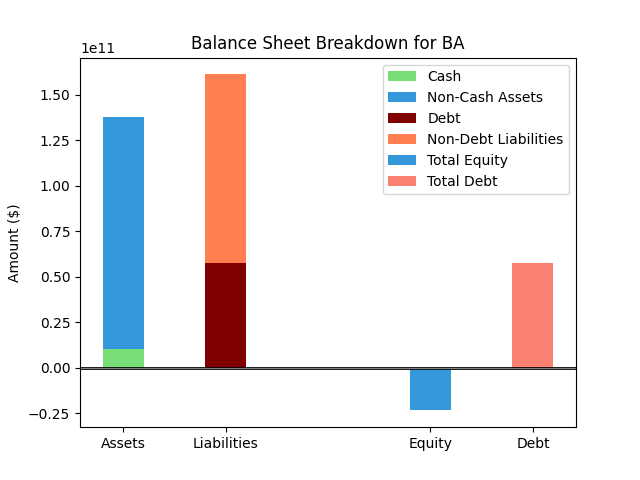 Balance Sheet Breakdown for BA
1e11
Amount ($)
1.50
1.25
1.00
0.75
0.50
0.25
0.00
−0.25
Cash
Non-Cash Assets
Debt
Non-Debt Liabilities
Total Equity
Total Debt
Assets
Liabilities
Equity
Debt